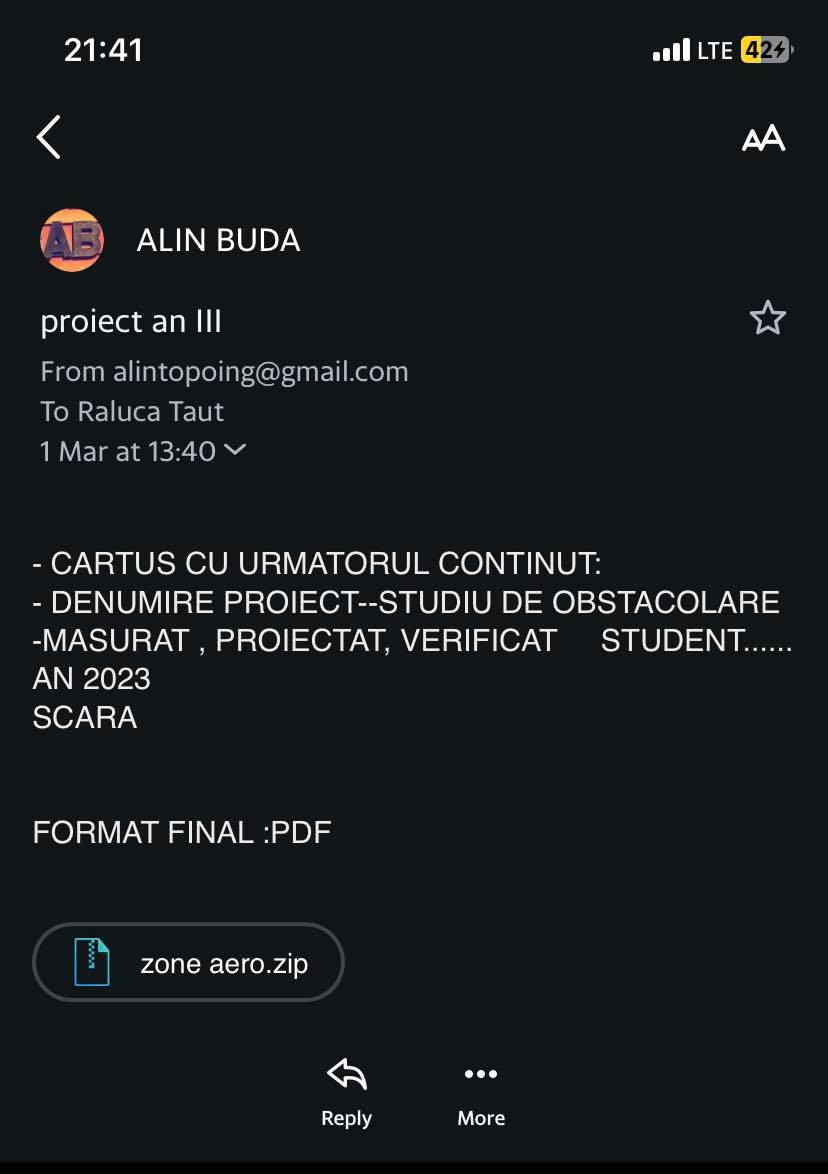 21:41
LTE 42
AA
AB ALIN BUDA
proiect an III
From alintopoing@gmail.com
To Raluca Taut
1 Mar at 13:40
- CARTUS CU URMATORUL CONTINUT:
- DENUMIRE PROIECT--STUDIU DE OBSTACOLARE
-MASURAT , PROIECTAT, VERIFICAT STUDENT......
AN 2023
SCARA
FORMAT FINAL :PDF
zone aero.zip
Reply More